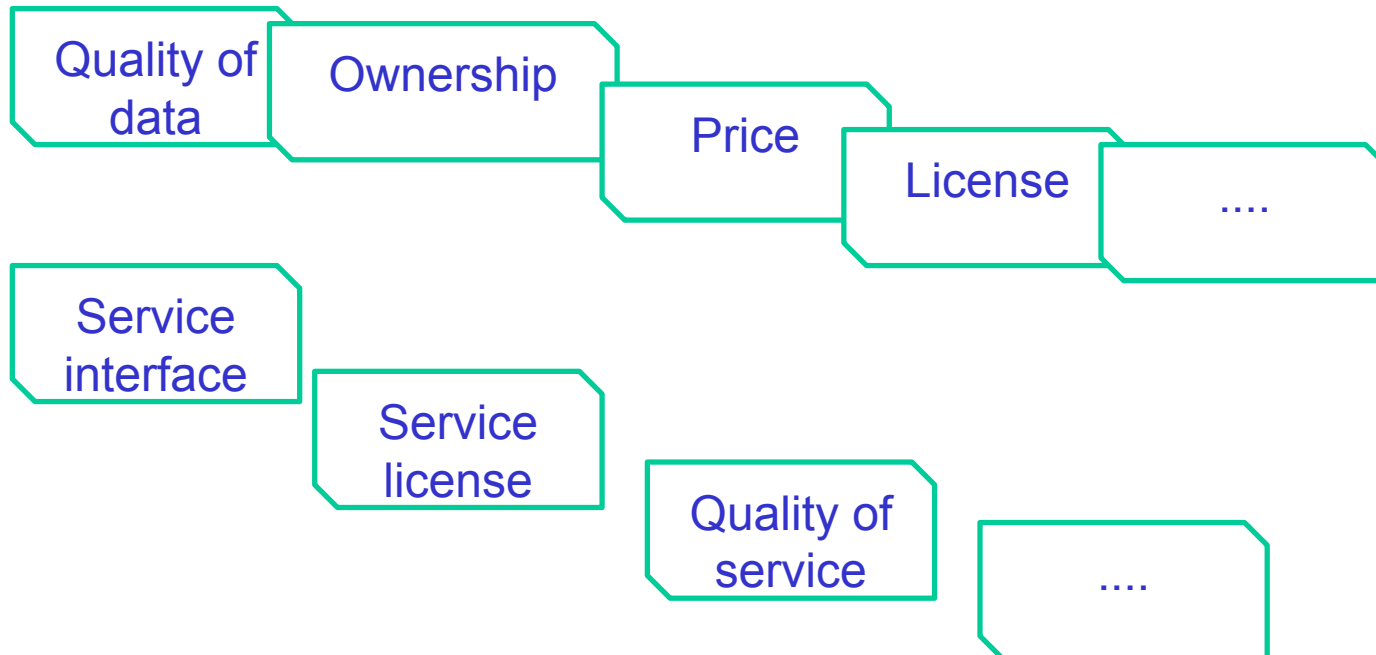 Quality of
data
Ownership
Price
License
....
Service
interface
Service
license
Quality of
service
....